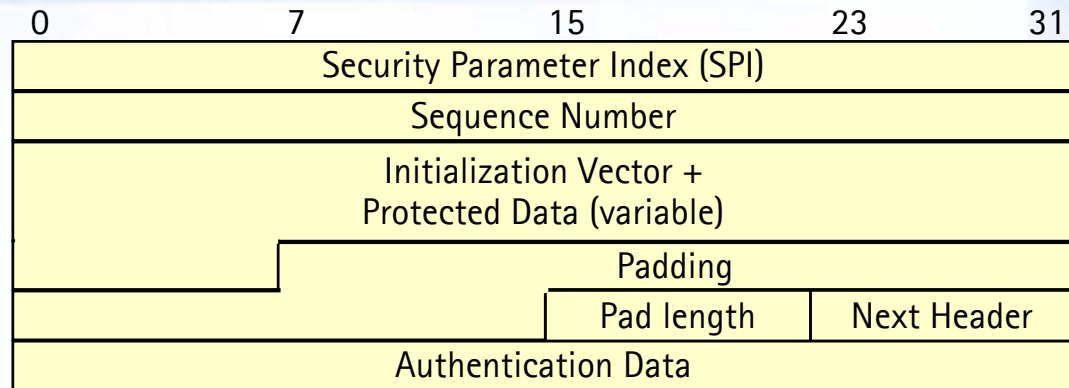 0 7 15 23 31
Security Parameter Index (SPI)
Sequence Number
Initialization Vector +
Protected Data (variable)
Padding
Pad length Next Header
Authentication Data